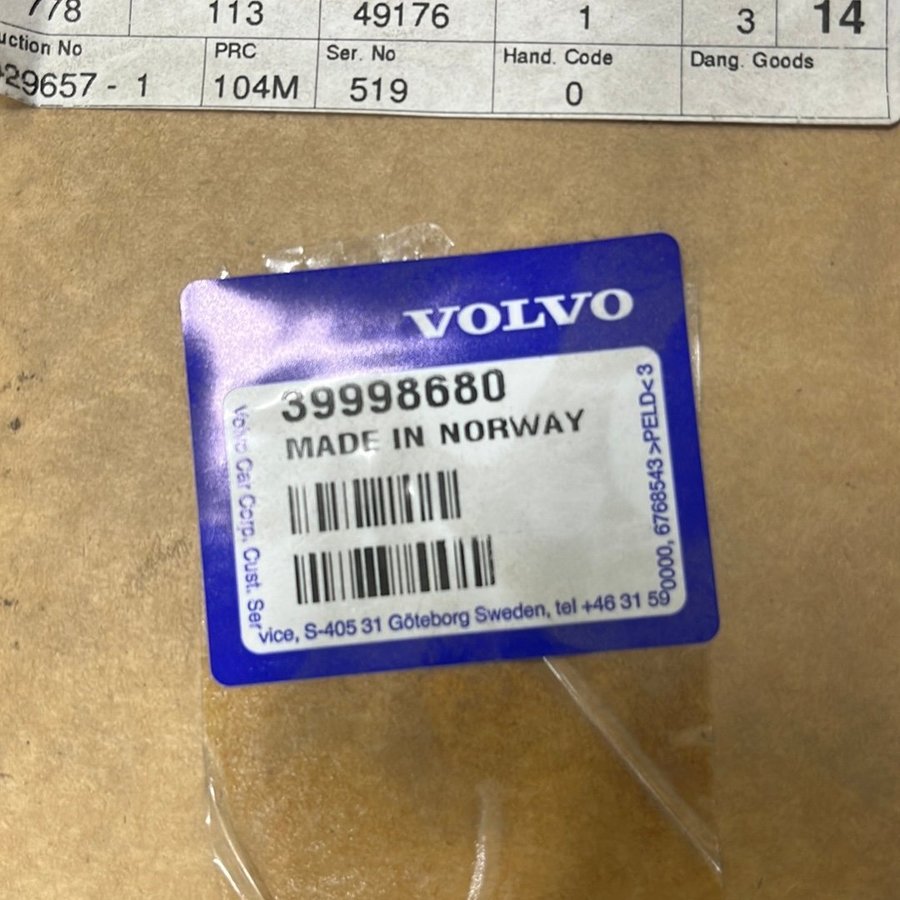 778 113 49176 1 3 14
uction No PRC Ser. No Hand. Code Dang. Goods
29657 - 1 104M 519 0
VOLVO
39998680
MADE IN NORWAY
Volvo Car Corp. Cust. Ser
vice, S-405 31 Göteborg Sweden, tel +46 31 59
0000, 6768543 >PELD< 3